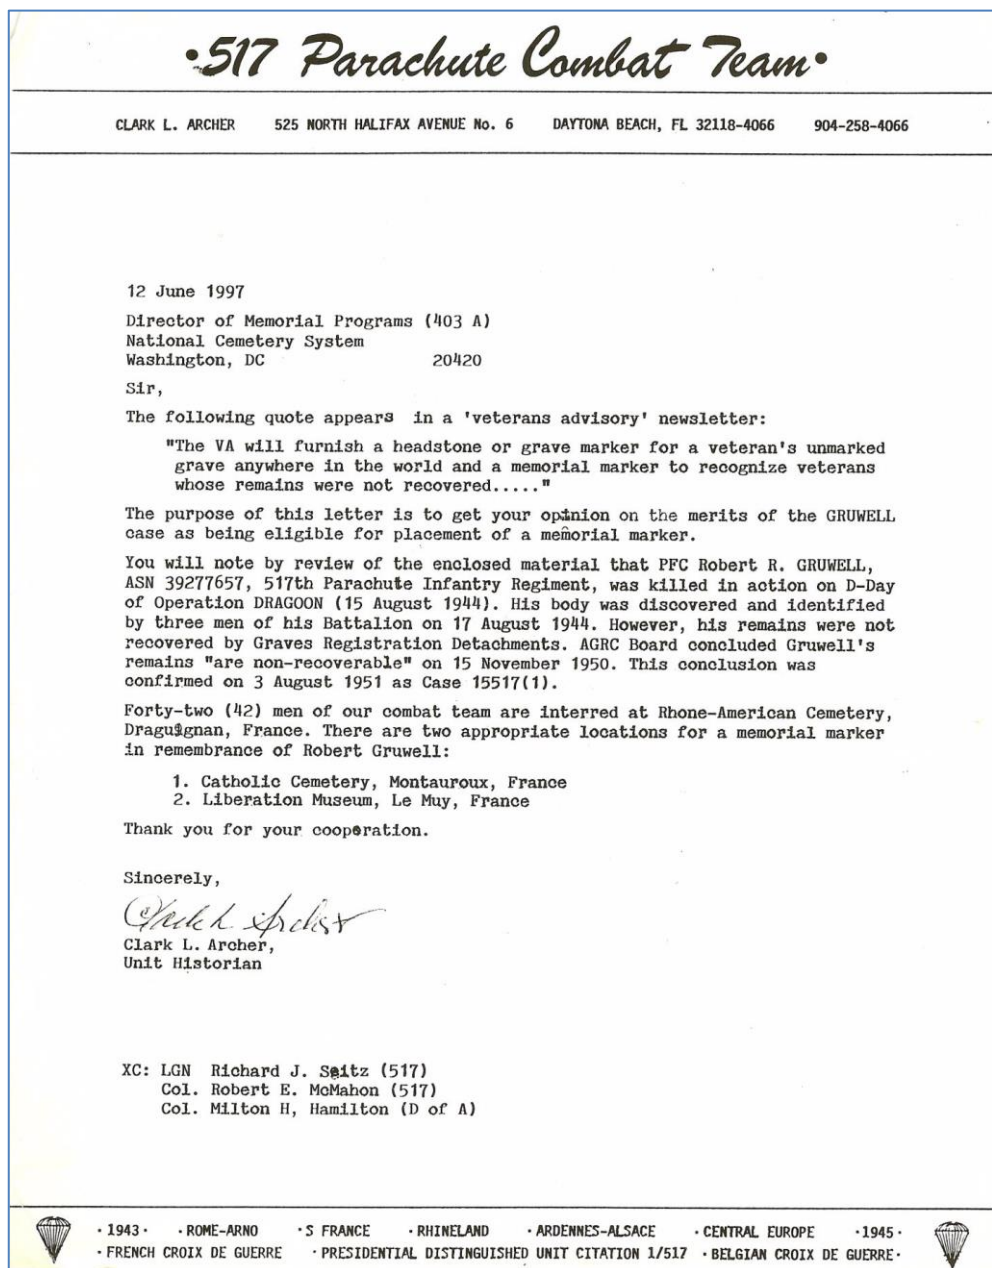 ·517 Parachute Combat Team·
CLARK L. ARCHER 525 NORTH HALIFAX AVENUE No. 6 DAYTONA BEACH, FL 32118-4066 904-258-4066
12 June 1997
Director of Memorial Programs (403 A)
National Cemetery System
Washington, DC 20420
Sir,
The following quote appears in a 'veterans advisory' newsletter:
"The VA will furnish a headstone or grave marker for a veteran's unmarked
grave anywhere in the world and a memorial marker to recognize veterans
whose remains were not recovered....."
The purpose of this letter is to get your opinion on the merits of the GRUWELL
case as being eligible for placement of a memorial marker.
You will note by review of the enclosed material that PFC Robert R. GRUWELL,
ASN 39277657, 517th Parachute Infantry Regiment, was killed in action on D-Day
of Operation DRAGOON (15 August 1944). His body was discovered and identified
by three men of his Battalion on 17 August 1944. However, his remains were not
recovered by Graves Registration Detachments. AGRC Board concluded Gruwell's
remains "are non-recoverable" on 15 November 1950. This conclusion was
confirmed on 3 August 1951 as Case 15517(1).
Forty-two (42) men of our combat team are interred at Rhone-American Cemetery,
Draguignan, France. There are two appropriate locations for a memorial marker
in remembrance of Robert Gruwell:
1. Catholic Cemetery, Montauroux, France
2. Liberation Museum, Le Muy, France
Thank you for your cooperation.
Sincerely,
Clark L. Archer
Clark L. Archer,
Unit Historian
XC: LGN Richard J. Seitz (517)
Col. Robert E. McMahon (517)
Col. Milton H, Hamilton (D of A)
· 1943 · · ROME-ARNO · S FRANCE · RHINELAND · ARDENNES-ALSACE · CENTRAL EUROPE · 1945 ·
· FRENCH CROIX DE GUERRE · PRESIDENTIAL DISTINGUISHED UNIT CITATION 1/517 · BELGIAN CROIX DE GUERRE ·